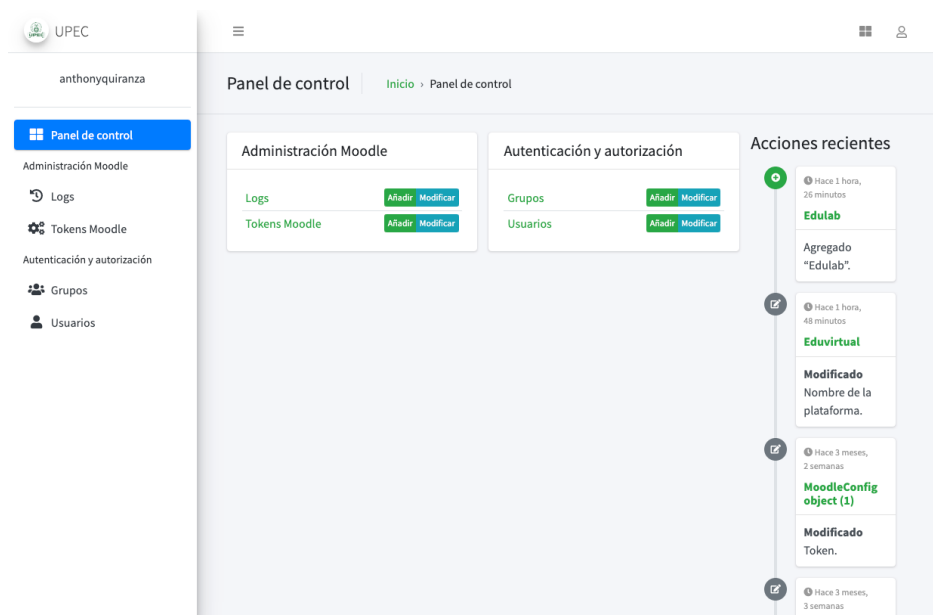 UPEC
anthonyquiranza
Panel de control
Administración Moodle
Logs
Tokens Moodle
Autenticación y autorización
Grupos
Usuarios
Panel de control
Inicio › Panel de control
Administración Moodle
Logs Añadir Modificar
Tokens Moodle Añadir Modificar
Autenticación y autorización
Grupos Añadir Modificar
Usuarios Añadir Modificar
Acciones recientes
Hace 1 hora,
26 minutos
Edulab
Agregado
“Edulab”.
Hace 1 hora,
48 minutos
Eduvirtual
Modificado
Nombre de la
plataforma.
Hace 3 meses,
2 semanas
MoodleConfig
object (1)
Modificado
Token.
Hace 3 meses,
3 semanas